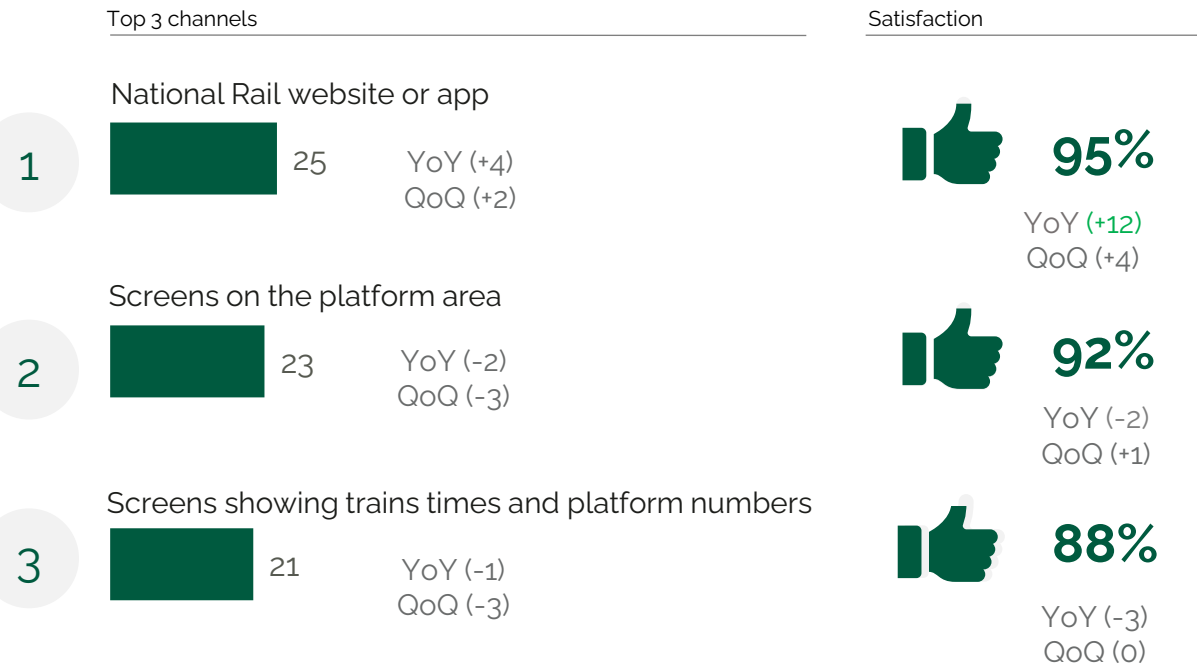 Top 3 channels
Satisfaction
National Rail website or app
1
25
YoY (+4)
QoQ (+2)
95%
YoY (+12)
QoQ (+4)
Screens on the platform area
2
23
YoY (-2)
QoQ (-3)
92%
YoY (-2)
QoQ (+1)
Screens showing trains times and platform numbers
3
21
YoY (-1)
QoQ (-3)
88%
YoY (-3)
QoQ (0)